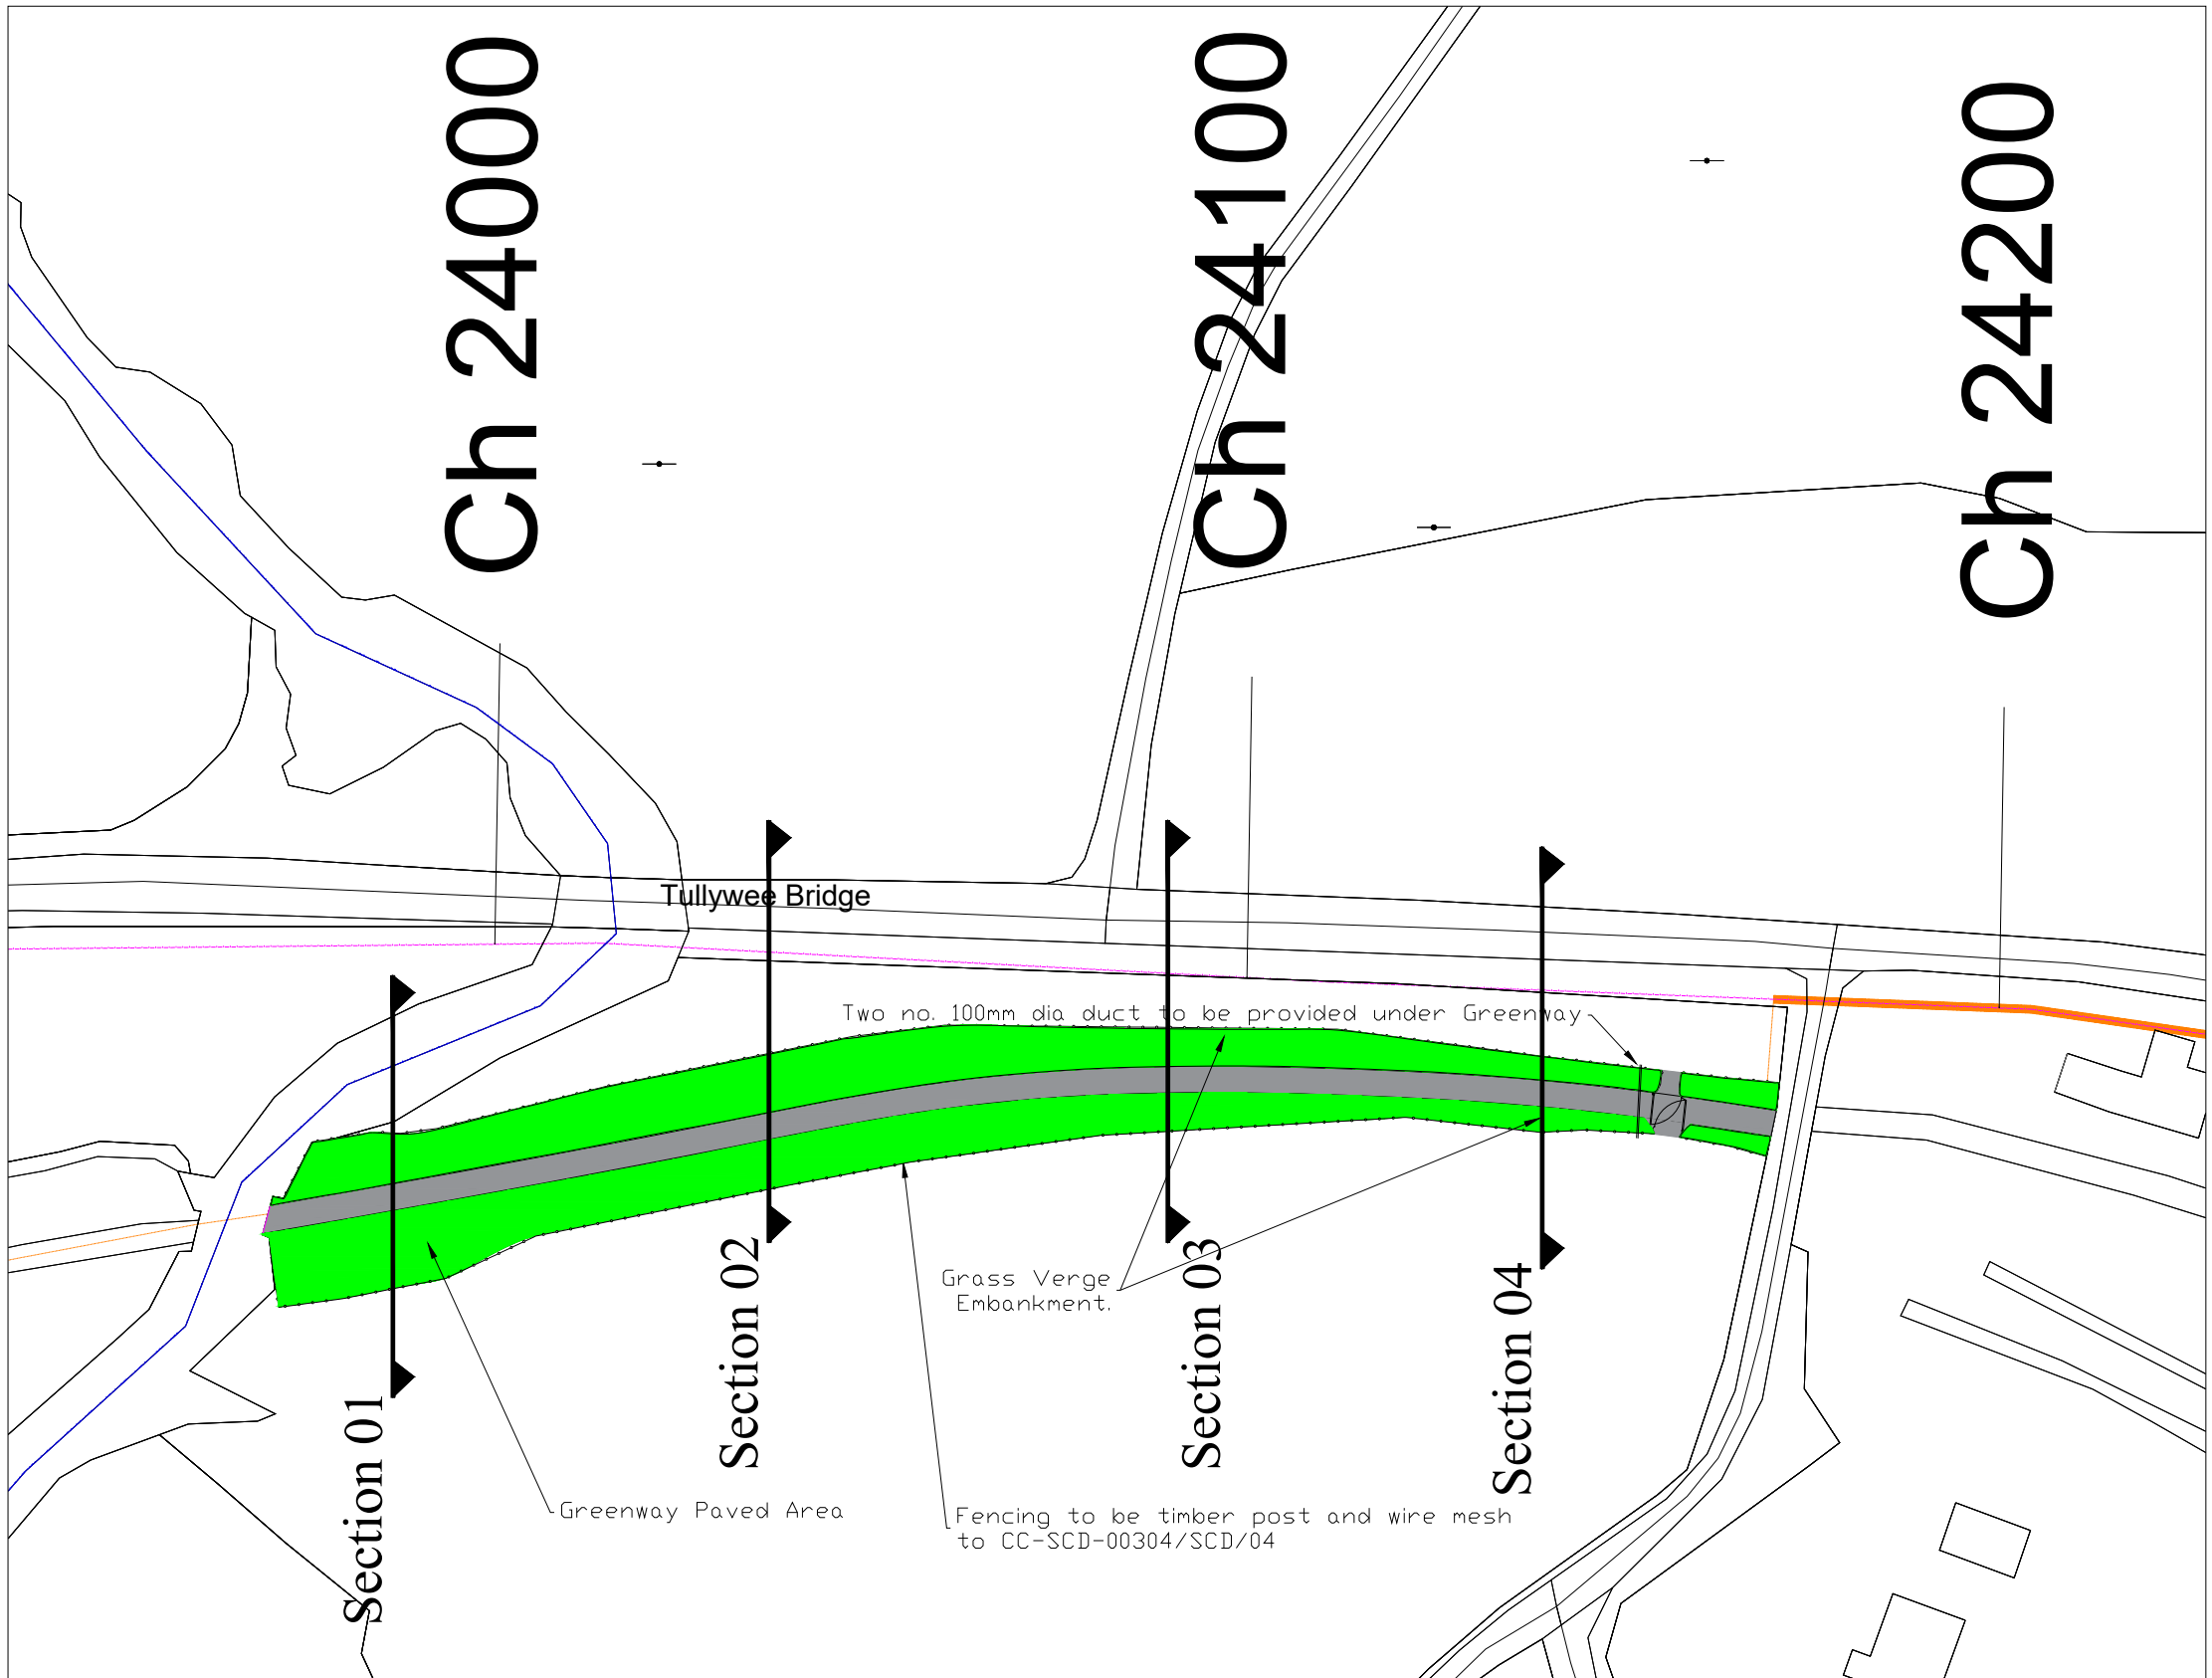 Ch 24000
Ch 24100
Ch 24200
Tullywee Bridge
Two no. 100mm dia duct to be provided under Greenway
Section 01
Section 02
Section 03
Section 04
Grass Verge
Embankment.
Greenway Paved Area
Fencing to be timber post and wire mesh
to CC-SCD-00304/SCD/04